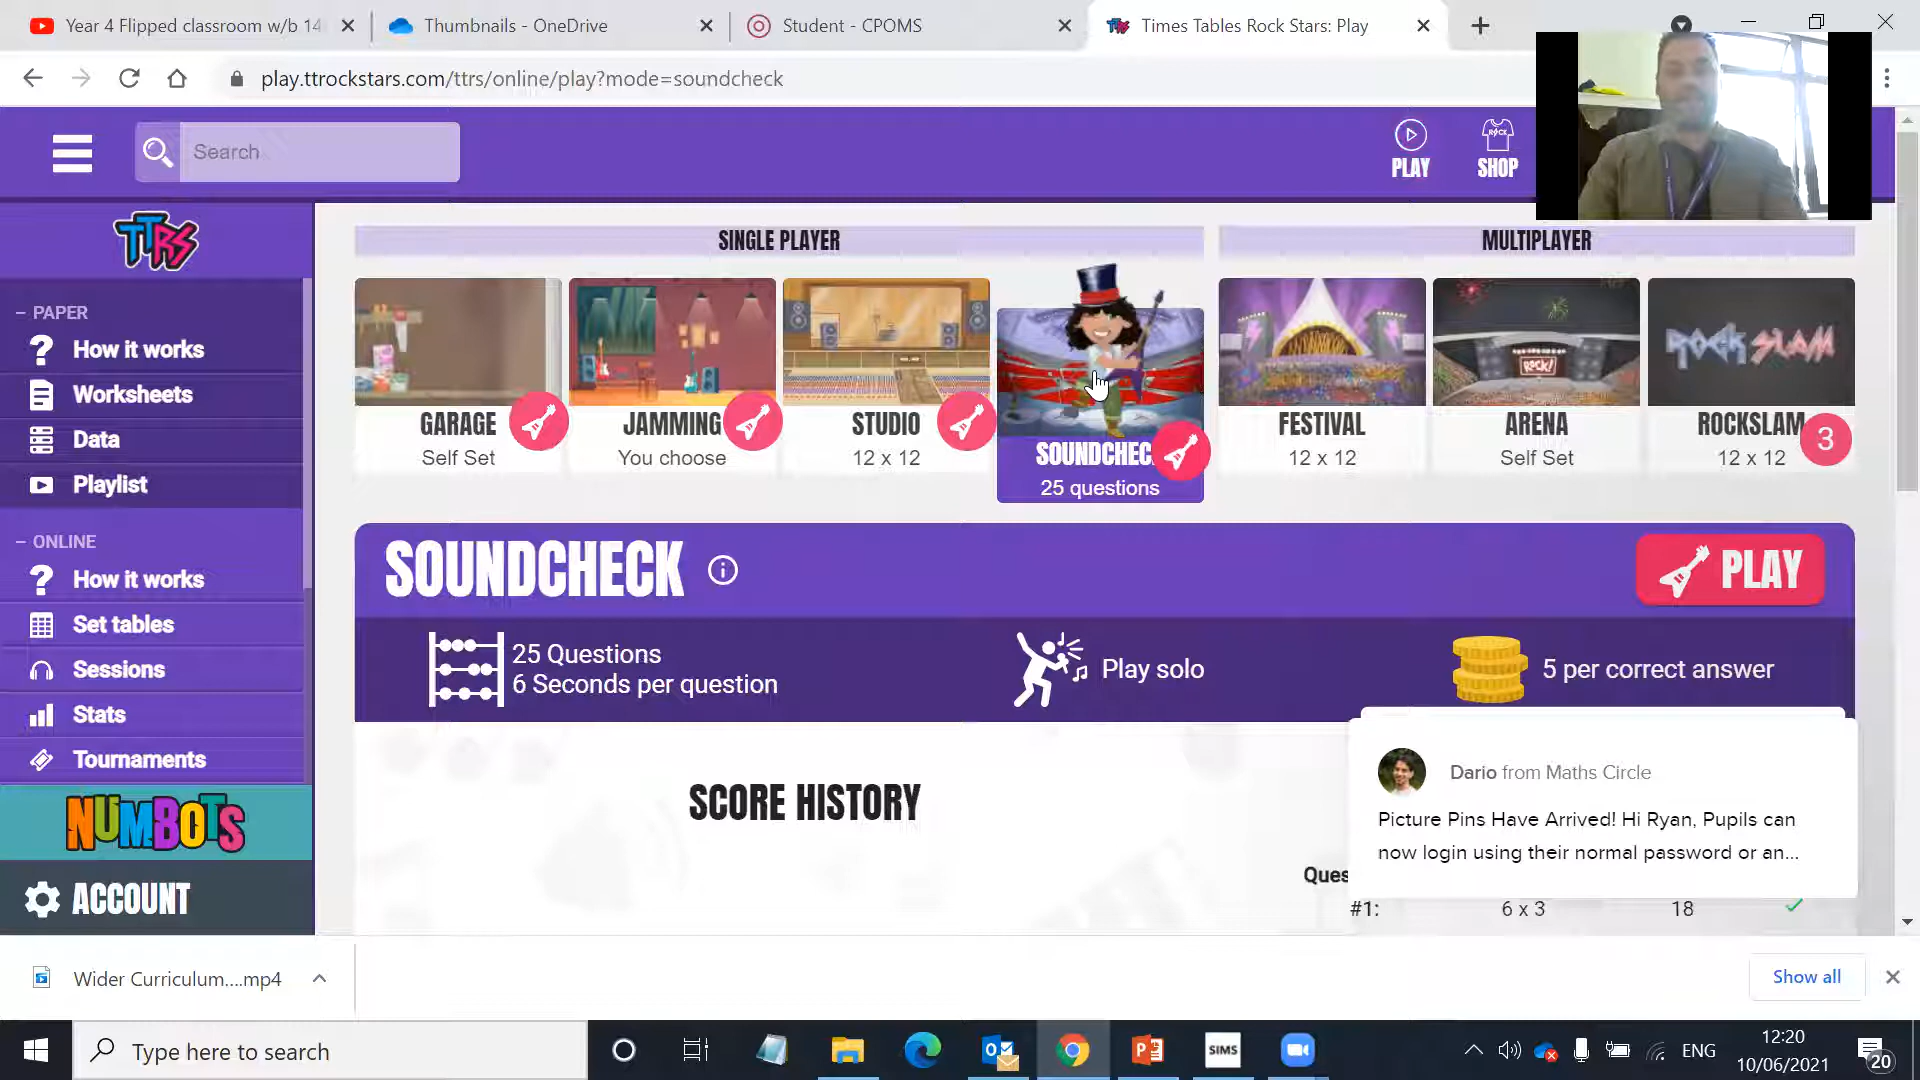 Year 4 Flipped classroom w/b 14
Thumbnails - OneDrive
Student - CPOMS
Times Tables Rock Stars: Play
play.ttrockstars.com/ttrs/online/play?mode=soundcheck
Search
PLAY
SHOP
TTRS
PAPER
How it works
Worksheets
Data
Playlist
ONLINE
How it works
Set tables
Sessions
Stats
Tournaments
NUMBOTS
ACCOUNT
SINGLE PLAYER
MULTIPLAYER
ROCK!
ROCK SLAM
GARAGE
Self Set
JAMMING
You choose
STUDIO
12 x 12
SOUNDCHEC
25 questions
FESTIVAL
12 x 12
ARENA
Self Set
ROCKSLAM
12 x 12
3
SOUNDCHECK
PLAY
25 Questions
6 Seconds per question
Play solo
5 per correct answer
SCORE HISTORY
Dario from Maths Circle
Picture Pins Have Arrived! Hi Ryan, Pupils can
now login using their normal password or an...
Ques
#1: 6 x 3 18
Wider Curriculum....mp4
Show all
Type here to search
SIMS
ENG
12:20
10/06/2021
20